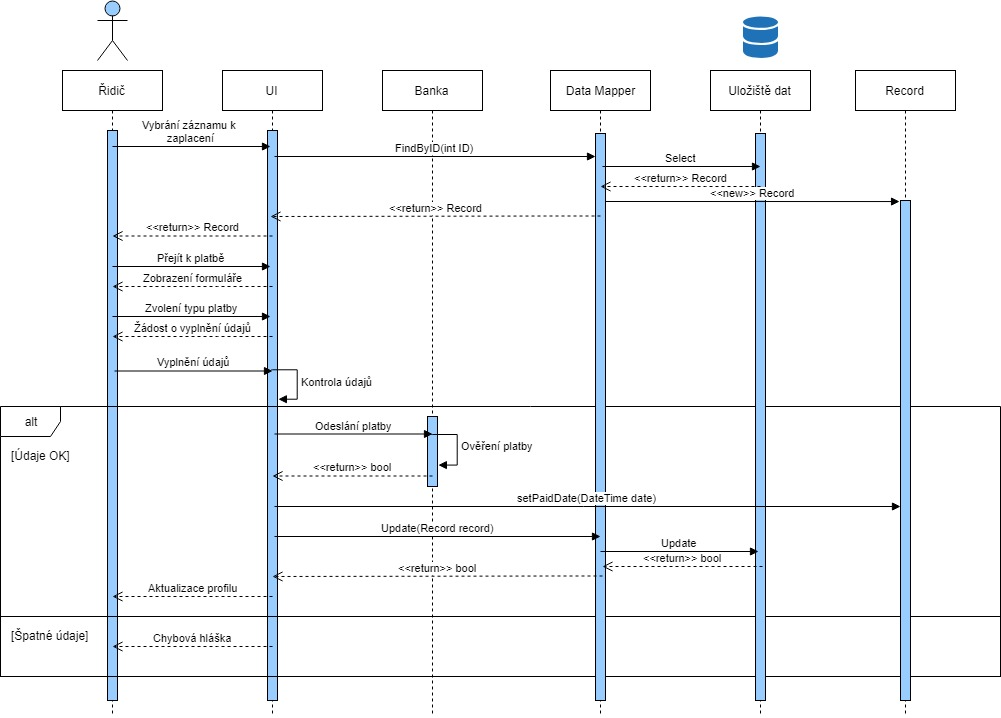 Řidič
UI
Banka
Data Mapper
Uložiště dat
Record
Vybrání záznamu k
zaplacení
FindByID(int ID)
Select
<<return>> Record
<<new>> Record
<<return>> Record
<<return>> Record
Přejít k platbě
Zobrazení formuláře
Zvolení typu platby
Žádost o vyplnění údajů
Vyplnění údajů
Kontrola údajů
alt
[Údaje OK]
Odeslání platby
Ověření platby
<<return>> bool
setPaidDate(DateTime date)
Update(Record record)
Update
<<return>> bool
<<return>> bool
Aktualizace profilu
[Špatné údaje]
Chybová hláška